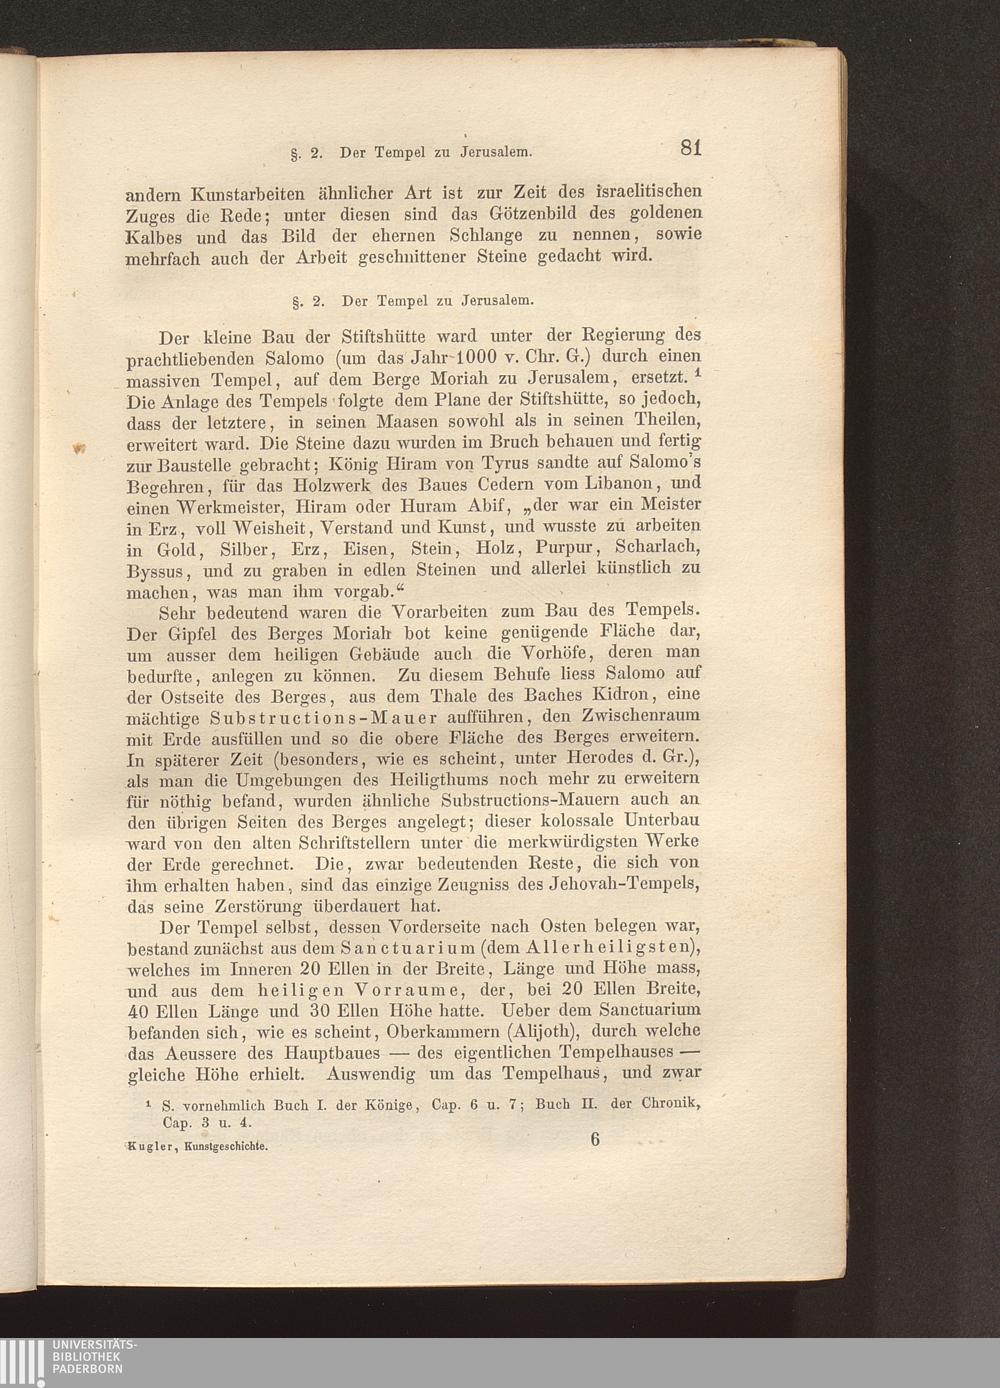 §. 2. Der Tempel zu Jerusalem. 81
andern Kunstarbeiten ähnlicher Art ist zur Zeit des israelitischen
Zuges die Rede; unter diesen sind das Götzenbild des goldenen
Kalbes und das Bild der ehernen Schlange zu nennen, sowie
mehrfach auch der Arbeit geschnittener Steine gedacht wird.
§. 2. Der Tempel zu Jerusalem.
Der kleine Bau der Stiftshütte ward unter der Regierung des
prachtliebenden Salomo (um das Jahr 1000 v. Chr. G.) durch einen
massiven Tempel, auf dem Berge Moriah zu Jerusalem, ersetzt. ¹
Die Anlage des Tempels folgte dem Plane der Stiftshütte, so jedoch,
dass der letztere, in seinen Maasen sowohl als in seinen Theilen,
erweitert ward. Die Steine dazu wurden im Bruch behauen und fertig
zur Baustelle gebracht; König Hiram von Tyrus sandte auf Salomo's
Begehren, für das Holzwerk des Baues Cedern vom Libanon, und
einen Werkmeister, Hiram oder Huram Abif, „der war ein Meister
in Erz, voll Weisheit, Verstand und Kunst, und wusste zu arbeiten
in Gold, Silber, Erz, Eisen, Stein, Holz, Purpur, Scharlach,
Byssus, und zu graben in edlen Steinen und allerlei künstlich zu
machen, was man ihm vorgab.“
Sehr bedeutend waren die Vorarbeiten zum Bau des Tempels.
Der Gipfel des Berges Moriah bot keine genügende Fläche dar,
um ausser dem heiligen Gebäude auch die Vorhöfe, deren man
bedurfte, anlegen zu können. Zu diesem Behufe liess Salomo auf
der Ostseite des Berges, aus dem Thale des Baches Kidron, eine
mächtige Substructions-Mauer aufführen, den Zwischenraum
mit Erde ausfüllen und so die obere Fläche des Berges erweitern.
In späterer Zeit (besonders, wie es scheint, unter Herodes d. Gr.),
als man die Umgebungen des Heiligthums noch mehr zu erweitern
für nöthig befand, wurden ähnliche Substructions-Mauern auch an
den übrigen Seiten des Berges angelegt; dieser kolossale Unterbau
ward von den alten Schriftstellern unter die merkwürdigsten Werke
der Erde gerechnet. Die, zwar bedeutenden Reste, die sich von
ihm erhalten haben, sind das einzige Zeugniss des Jehovah-Tempels,
das seine Zerstörung überdauert hat.
Der Tempel selbst, dessen Vorderseite nach Osten belegen war,
bestand zunächst aus dem Sanctuarium (dem Allerheiligsten),
welches im Inneren 20 Ellen in der Breite, Länge und Höhe mass,
und aus dem heiligen Vorraume, der, bei 20 Ellen Breite,
40 Ellen Länge und 30 Ellen Höhe hatte. Ueber dem Sanctuarium
befanden sich, wie es scheint, Oberkammern (Alijoth), durch welche
das Aeussere des Hauptbaues — des eigentlichen Tempelhauses —
gleiche Höhe erhielt. Auswendig um das Tempelhaus, und zwar
¹ S. vornehmlich Buch I. der Könige, Cap. 6 u. 7; Buch II. der Chronik,
Cap. 3 u. 4.
Kugler, Kunstgeschichte. 6
UNIVERSITÄTS-
BIBLIOTHEK
PADERBORN